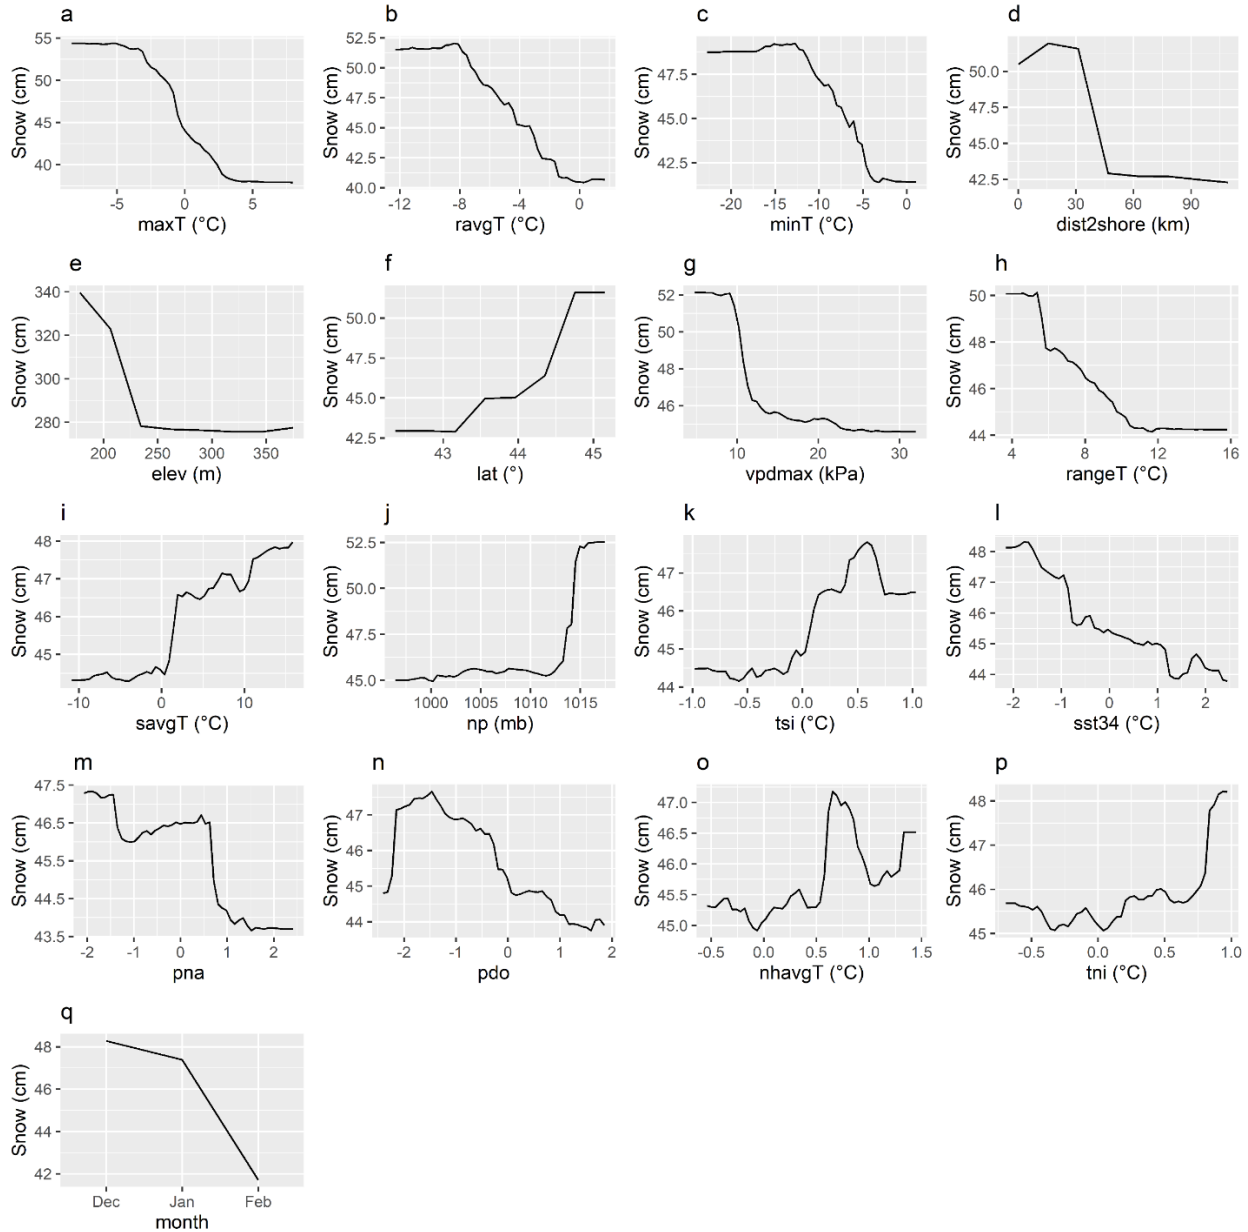 a
Snow (cm)
55
50
45
40
-5
0
5
maxT (°C)
b
Snow (cm)
52.5
50.0
47.5
45.0
42.5
40.0
-12
-8
-4
0
ravgT (°C)
c
Snow (cm)
47.5
45.0
42.5
-20
-15
-10
-5
0
minT (°C)
d
Snow (cm)
50.0
47.5
45.0
42.5
0
30
60
90
dist2shore (km)
e
Snow (cm)
340
320
300
280
200
250
300
350
elev (m)
f
Snow (cm)
50.0
47.5
45.0
42.5
43
44
45
lat (°)
g
Snow (cm)
52
50
48
46
10
20
30
vpdmax (kPa)
h
Snow (cm)
50
48
46
44
4
8
12
16
rangeT (°C)
i
Snow (cm)
48
47
46
45
44
-10
0
10
savgT (°C)
j
Snow (cm)
52.5
50.0
47.5
45.0
1000
1005
1010
1015
np (mb)
k
Snow (cm)
47
46
45
44
-1.0
-0.5
0.0
0.5
1.0
tsi (°C)
l
Snow (cm)
48
47
46
45
44
-2
-1
0
1
2
sst34 (°C)
m
Snow (cm)
47.5
46.5
45.5
44.5
43.5
-2
-1
0
1
2
pna
n
Snow (cm)
47
46
45
44
-2
-1
0
1
2
pdo
o
Snow (cm)
47.0
46.5
46.0
45.5
45.0
-0.5
0.0
0.5
1.0
1.5
nhavgT (°C)
p
Snow (cm)
48
47
46
45
-0.5
0.0
0.5
1.0
tni (°C)
q
Snow (cm)
48
46
44
42
Dec
Jan
Feb
month